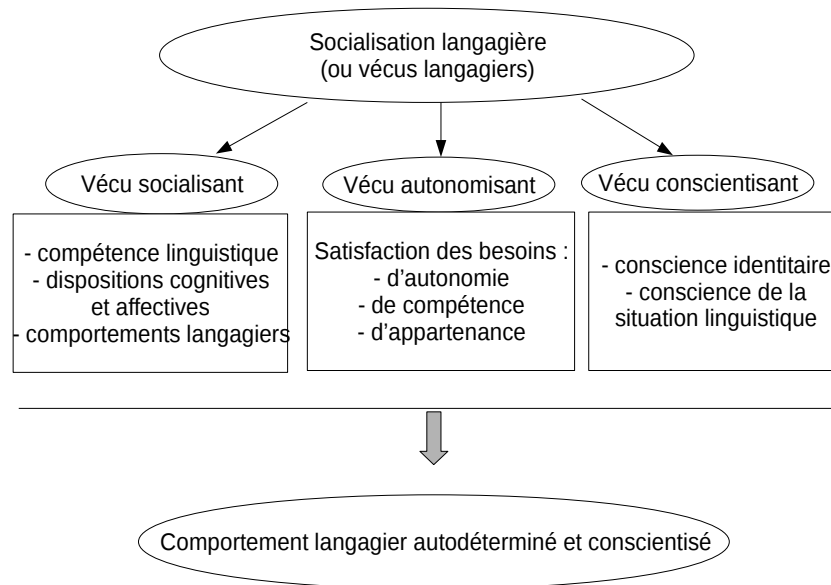 Socialisation langagière
(ou vécus langagiers)
Vécu socialisant
Vécu autonomisant
Vécu conscientisant
- compétence linguistique
- dispositions cognitives
et affectives
- comportements langagiers
Satisfaction des besoins :
- d’autonomie
- de compétence
- d’appartenance
- conscience identitaire
- conscience de la
situation linguistique
Comportement langagier autodéterminé et conscientisé